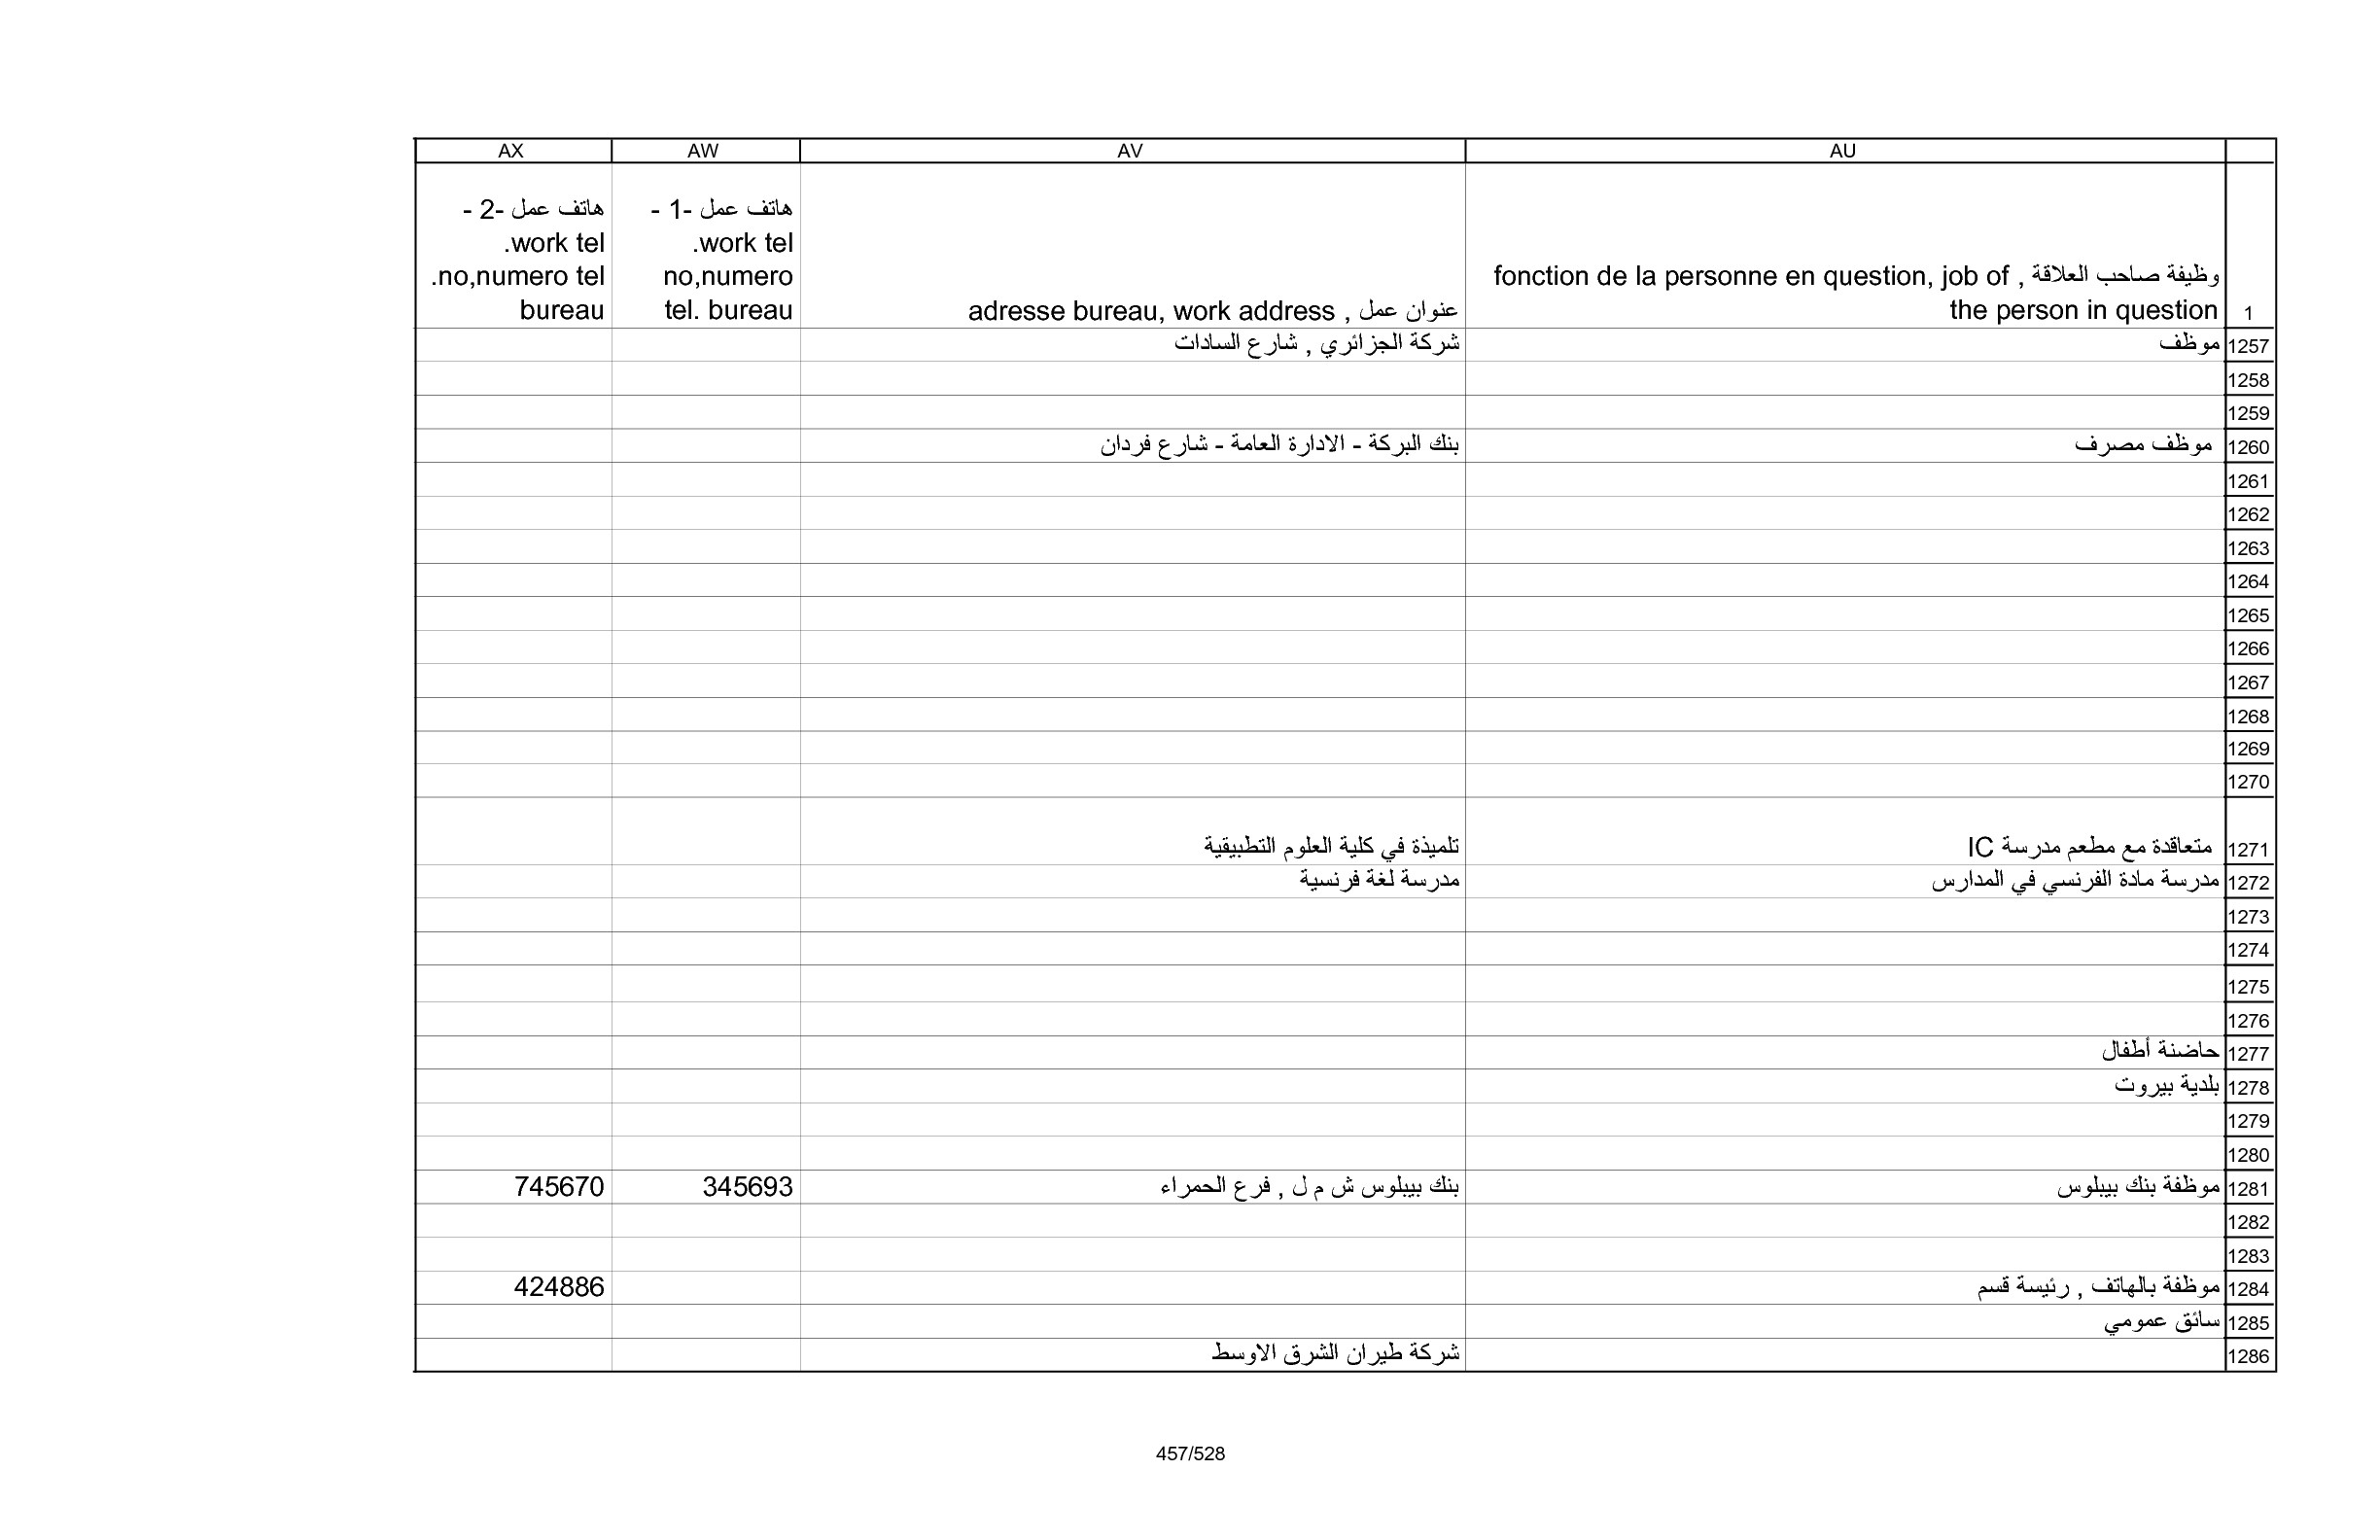 AU AV AW AX
1 وظيفة صاحب العلاقة , fonction de la personne en question, job of the person in question عنوان عمل , adresse bureau, work address هاتف عمل -1 - work tel. no,numero tel. bureau هاتف عمل -2 - work tel. no,numero tel. bureau
1257 موظف شركة الجزائري , شارع السادات
1258
1259
1260 موظف مصرف بنك البركة - الادارة العامة - شارع فردان
1261
1262
1263
1264
1265
1266
1267
1268
1269
1270
1271 متعاقدة مع مطعم مدرسة IC تلميذة في كلية العلوم التطبيقية
1272 مدرسة مادة الفرنسي في المدارس مدرسة لغة فرنسية
1273
1274
1275
1276
1277 حاضنة أطفال
1278 بلدية بيروت
1279
1280
1281 موظفة بنك بيبلوس بنك بيبلوس ش م ل , فرع الحمراء 345693 745670
1282
1283
1284 موظفة بالهاتف , رئيسة قسم 424886
1285 سائق عمومي
1286 شركة طيران الشرق الاوسط
457/528